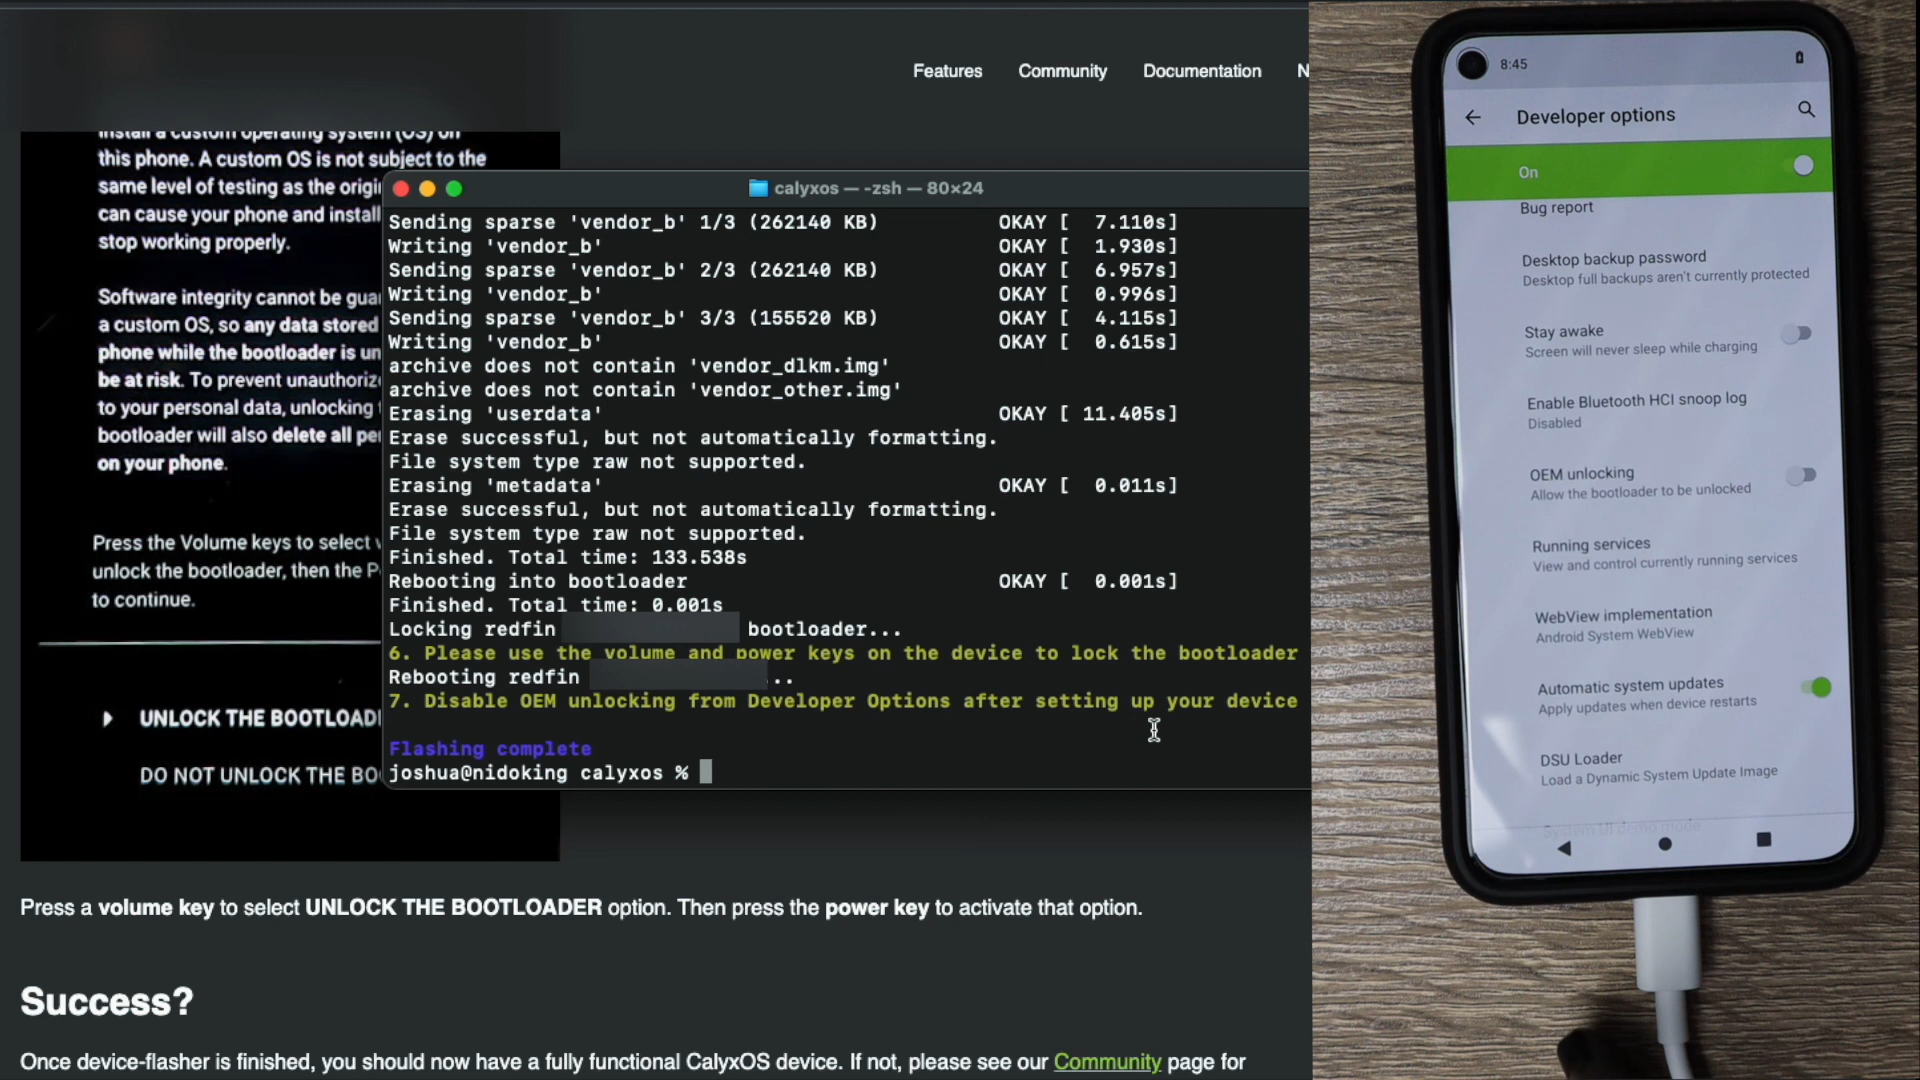 Features
Community
Documentation
N
install a custom operating system (OS) on
this phone. A custom OS is not subject to the
same level of testing as the origi
can cause your phone and install
stop working properly.
Software integrity cannot be gua
a custom OS, so any data stored
phone while the bootloader is un
be at risk. To prevent unauthoriz
to your personal data, unlocking
bootloader will also delete all pe
on your phone.
Press the Volume keys to select
unlock the bootloader, then the P
to continue.
UNLOCK THE BOOTLOAD
DO NOT UNLOCK THE BO
calyxos — -zsh — 80×24
Sending sparse 'vendor_b' 1/3 (262140 KB) OKAY [ 7.110s]
Writing 'vendor_b' OKAY [ 1.930s]
Sending sparse 'vendor_b' 2/3 (262140 KB) OKAY [ 6.957s]
Writing 'vendor_b' OKAY [ 0.996s]
Sending sparse 'vendor_b' 3/3 (155520 KB) OKAY [ 4.115s]
Writing 'vendor_b' OKAY [ 0.615s]
archive does not contain 'vendor_dlkm.img'
archive does not contain 'vendor_other.img'
Erasing 'userdata' OKAY [ 11.405s]
Erase successful, but not automatically formatting.
File system type raw not supported.
Erasing 'metadata' OKAY [ 0.011s]
Erase successful, but not automatically formatting.
File system type raw not supported.
Finished. Total time: 133.538s
Rebooting into bootloader OKAY [ 0.001s]
Finished. Total time: 0.001s
Locking redfin bootloader...
6. Please use the volume and power keys on the device to lock the bootloader
Rebooting redfin ..
7. Disable OEM unlocking from Developer Options after setting up your device
Flashing complete
joshua@nidoking calyxos %
Press a volume key to select UNLOCK THE BOOTLOADER option. Then press the power key to activate that option.
Success?
Once device-flasher is finished, you should now have a fully functional CalyxOS device. If not, please see our Community page for
8:45
Developer options
On
Bug report
Desktop backup password
Desktop full backups aren't currently protected
Stay awake
Screen will never sleep while charging
Enable Bluetooth HCI snoop log
Disabled
OEM unlocking
Allow the bootloader to be unlocked
Running services
View and control currently running services
WebView implementation
Android System WebView
Automatic system updates
Apply updates when device restarts
DSU Loader
Load a Dynamic System Update Image
System UI demo mode